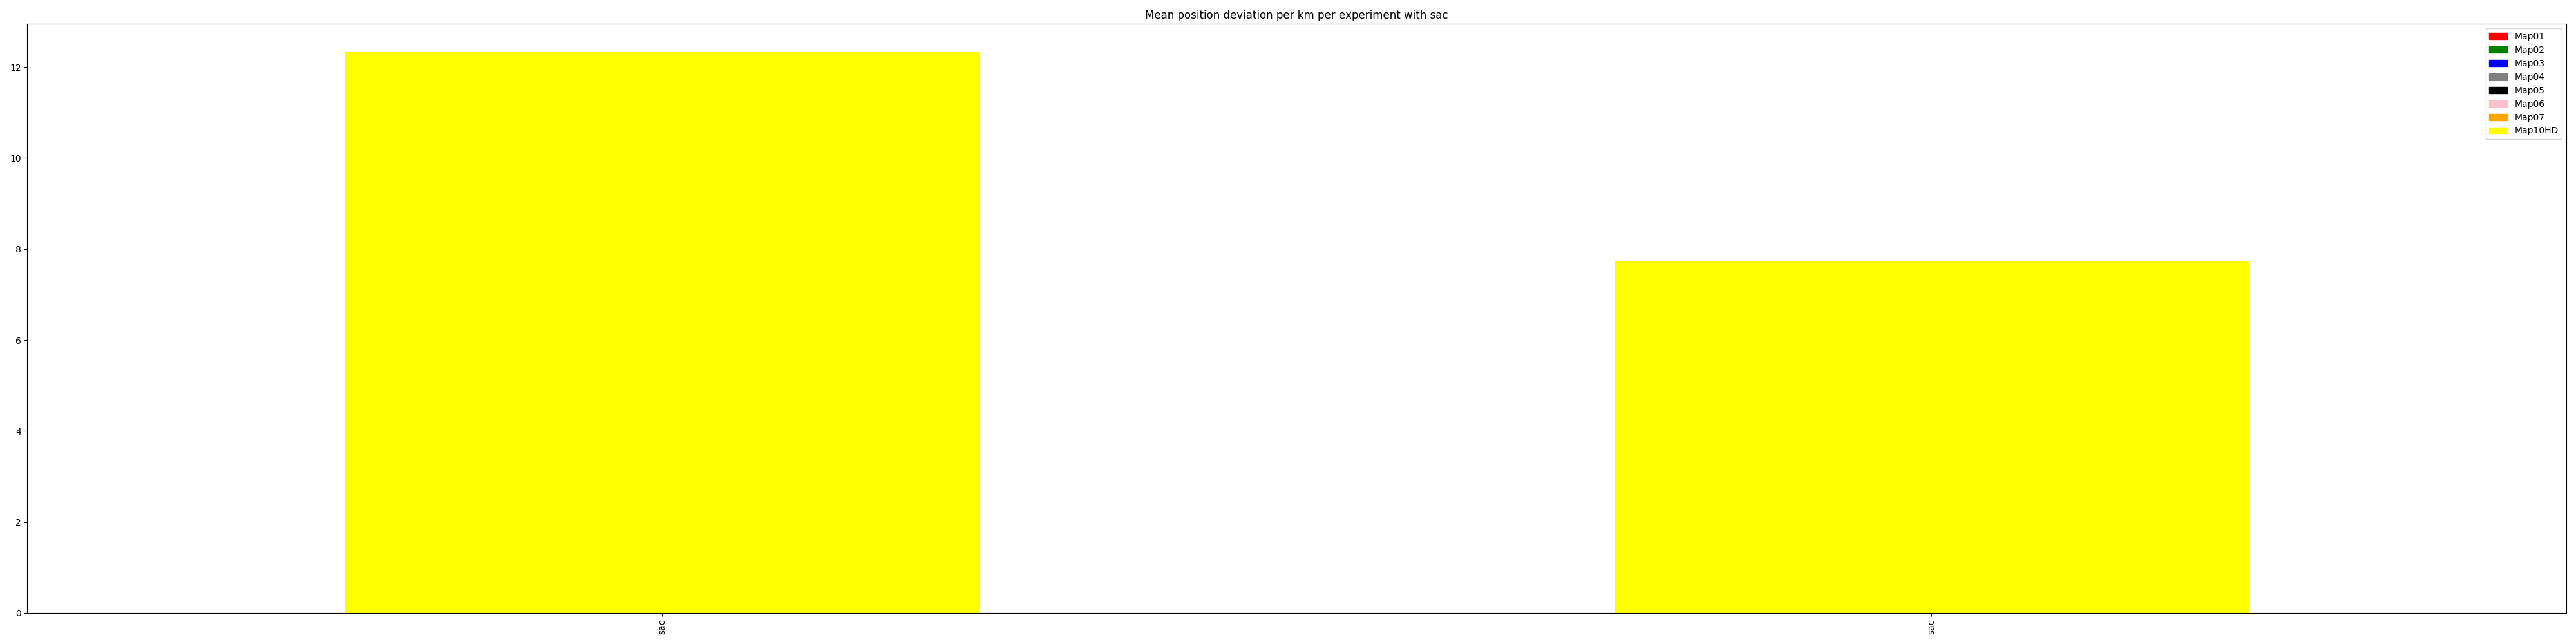 Mean position deviation per km per experiment with sac
12
10
8
6
4
2
0
sac
sac
Map01
Map02
Map03
Map04
Map05
Map06
Map07
Map10HD